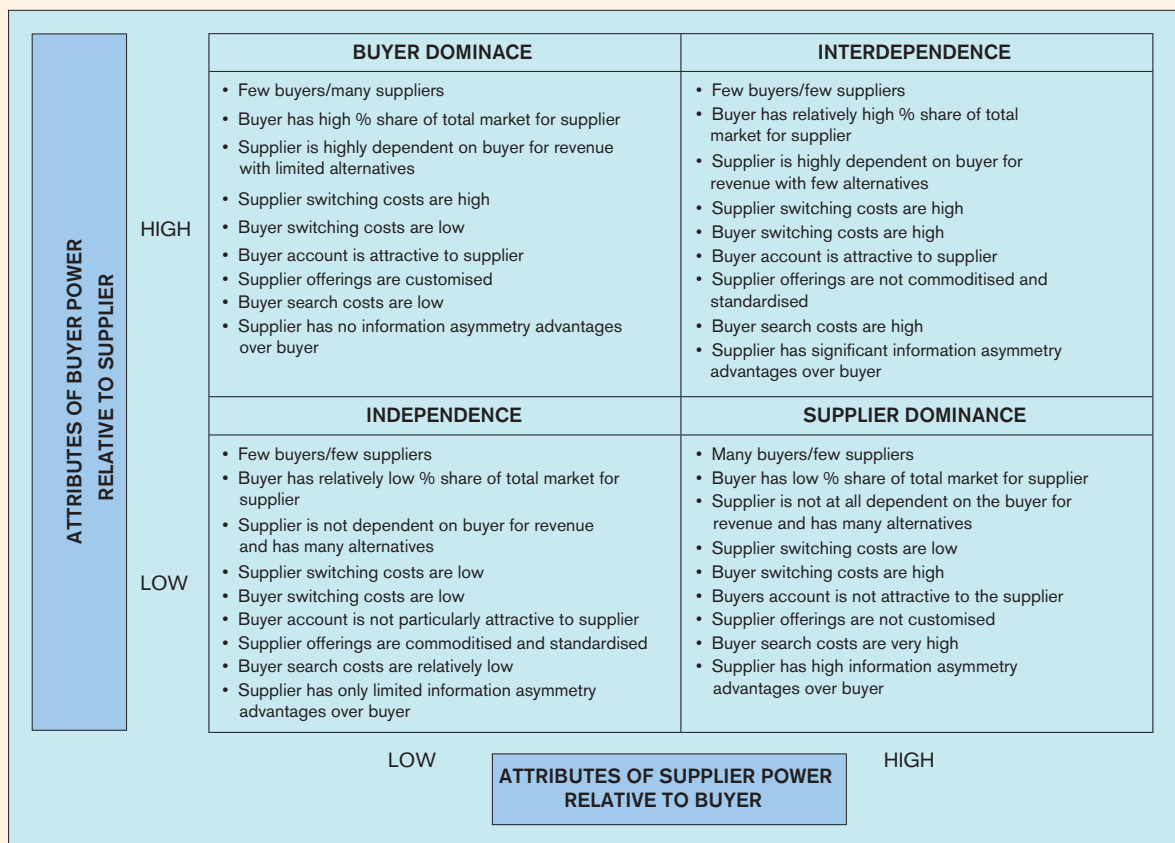 ATTRIBUTES OF BUYER POWER
RELATIVE TO SUPPLIER
HIGH
LOW
BUYER DOMINACE
• Few buyers/many suppliers
• Buyer has high % share of total market for supplier
• Supplier is highly dependent on buyer for revenue
with limited alternatives
• Supplier switching costs are high
• Buyer switching costs are low
• Buyer account is attractive to supplier
• Supplier offerings are customised
• Buyer search costs are low
• Supplier has no information asymmetry advantages
over buyer
INTERDEPENDENCE
• Few buyers/few suppliers
• Buyer has relatively high % share of total
market for supplier
• Supplier is highly dependent on buyer for
revenue with few alternatives
• Supplier switching costs are high
• Buyer switching costs are high
• Buyer account is attractive to supplier
• Supplier offerings are not commoditised and
standardised
• Buyer search costs are high
• Supplier has significant information asymmetry
advantages over buyer
INDEPENDENCE
• Few buyers/few suppliers
• Buyer has relatively low % share of total market for
supplier
• Supplier is not dependent on buyer for revenue
and has many alternatives
• Supplier switching costs are low
• Buyer switching costs are low
• Buyer account is not particularly attractive to supplier
• Supplier offerings are commoditised and standardised
• Buyer search costs are relatively low
• Supplier has only limited information asymmetry
advantages over buyer
SUPPLIER DOMINANCE
• Many buyers/few suppliers
• Buyer has low % share of total market for supplier
• Supplier is not at all dependent on the buyer for
revenue and has many alternatives
• Supplier switching costs are low
• Buyer switching costs are high
• Buyers account is not attractive to the supplier
• Supplier offerings are not customised
• Buyer search costs are very high
• Supplier has high information asymmetry
advantages over buyer
LOW
HIGH
ATTRIBUTES OF SUPPLIER POWER
RELATIVE TO BUYER